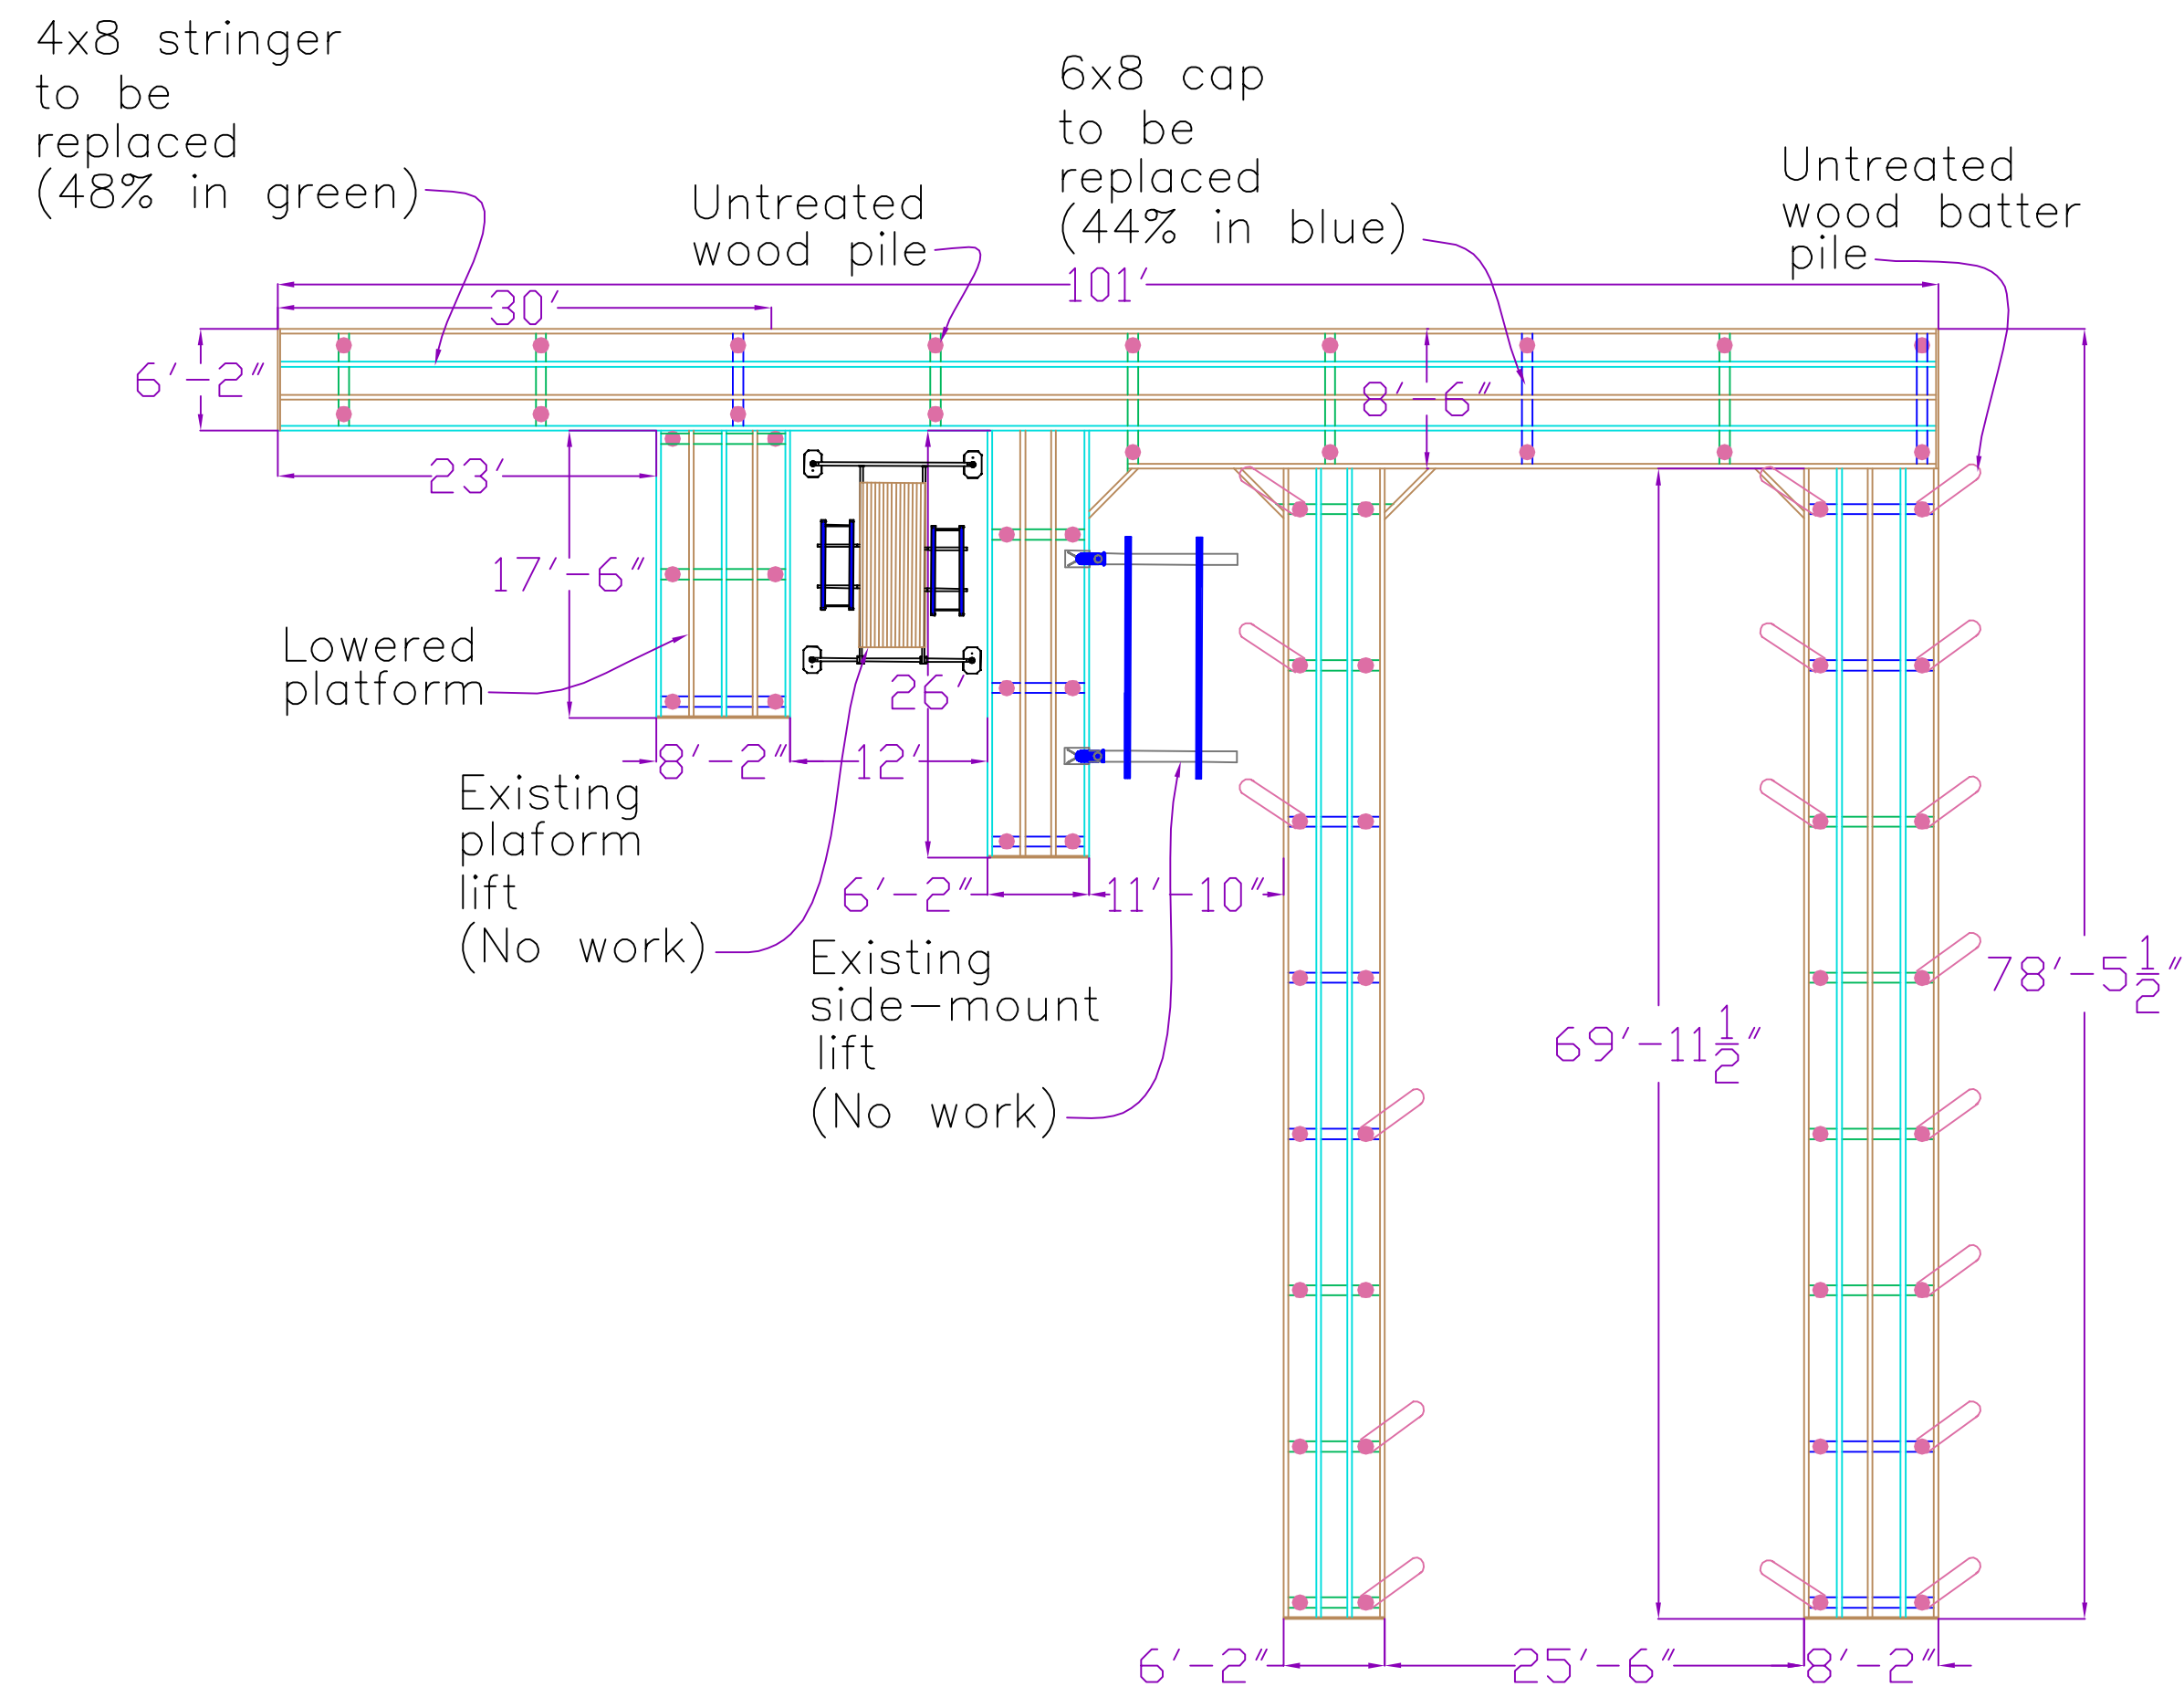 4x8 stringer
to be
replaced
(48% in green)
6x8 cap
to be
replaced
(44% in blue)
Untreated
wood batter
pile
Untreated
wood pile
101'
30'
6'-2"
8'-6"
23'
17'-6"
Lowered
platform
26'
8'-2"
12'
Existing
plaform
lift
(No work)
6'-2"
11'-10"
Existing
side-mount
lift
(No work)
78'-5 1/2"
69'-11 1/2"
6'-2"
25'-6"
8'-2"